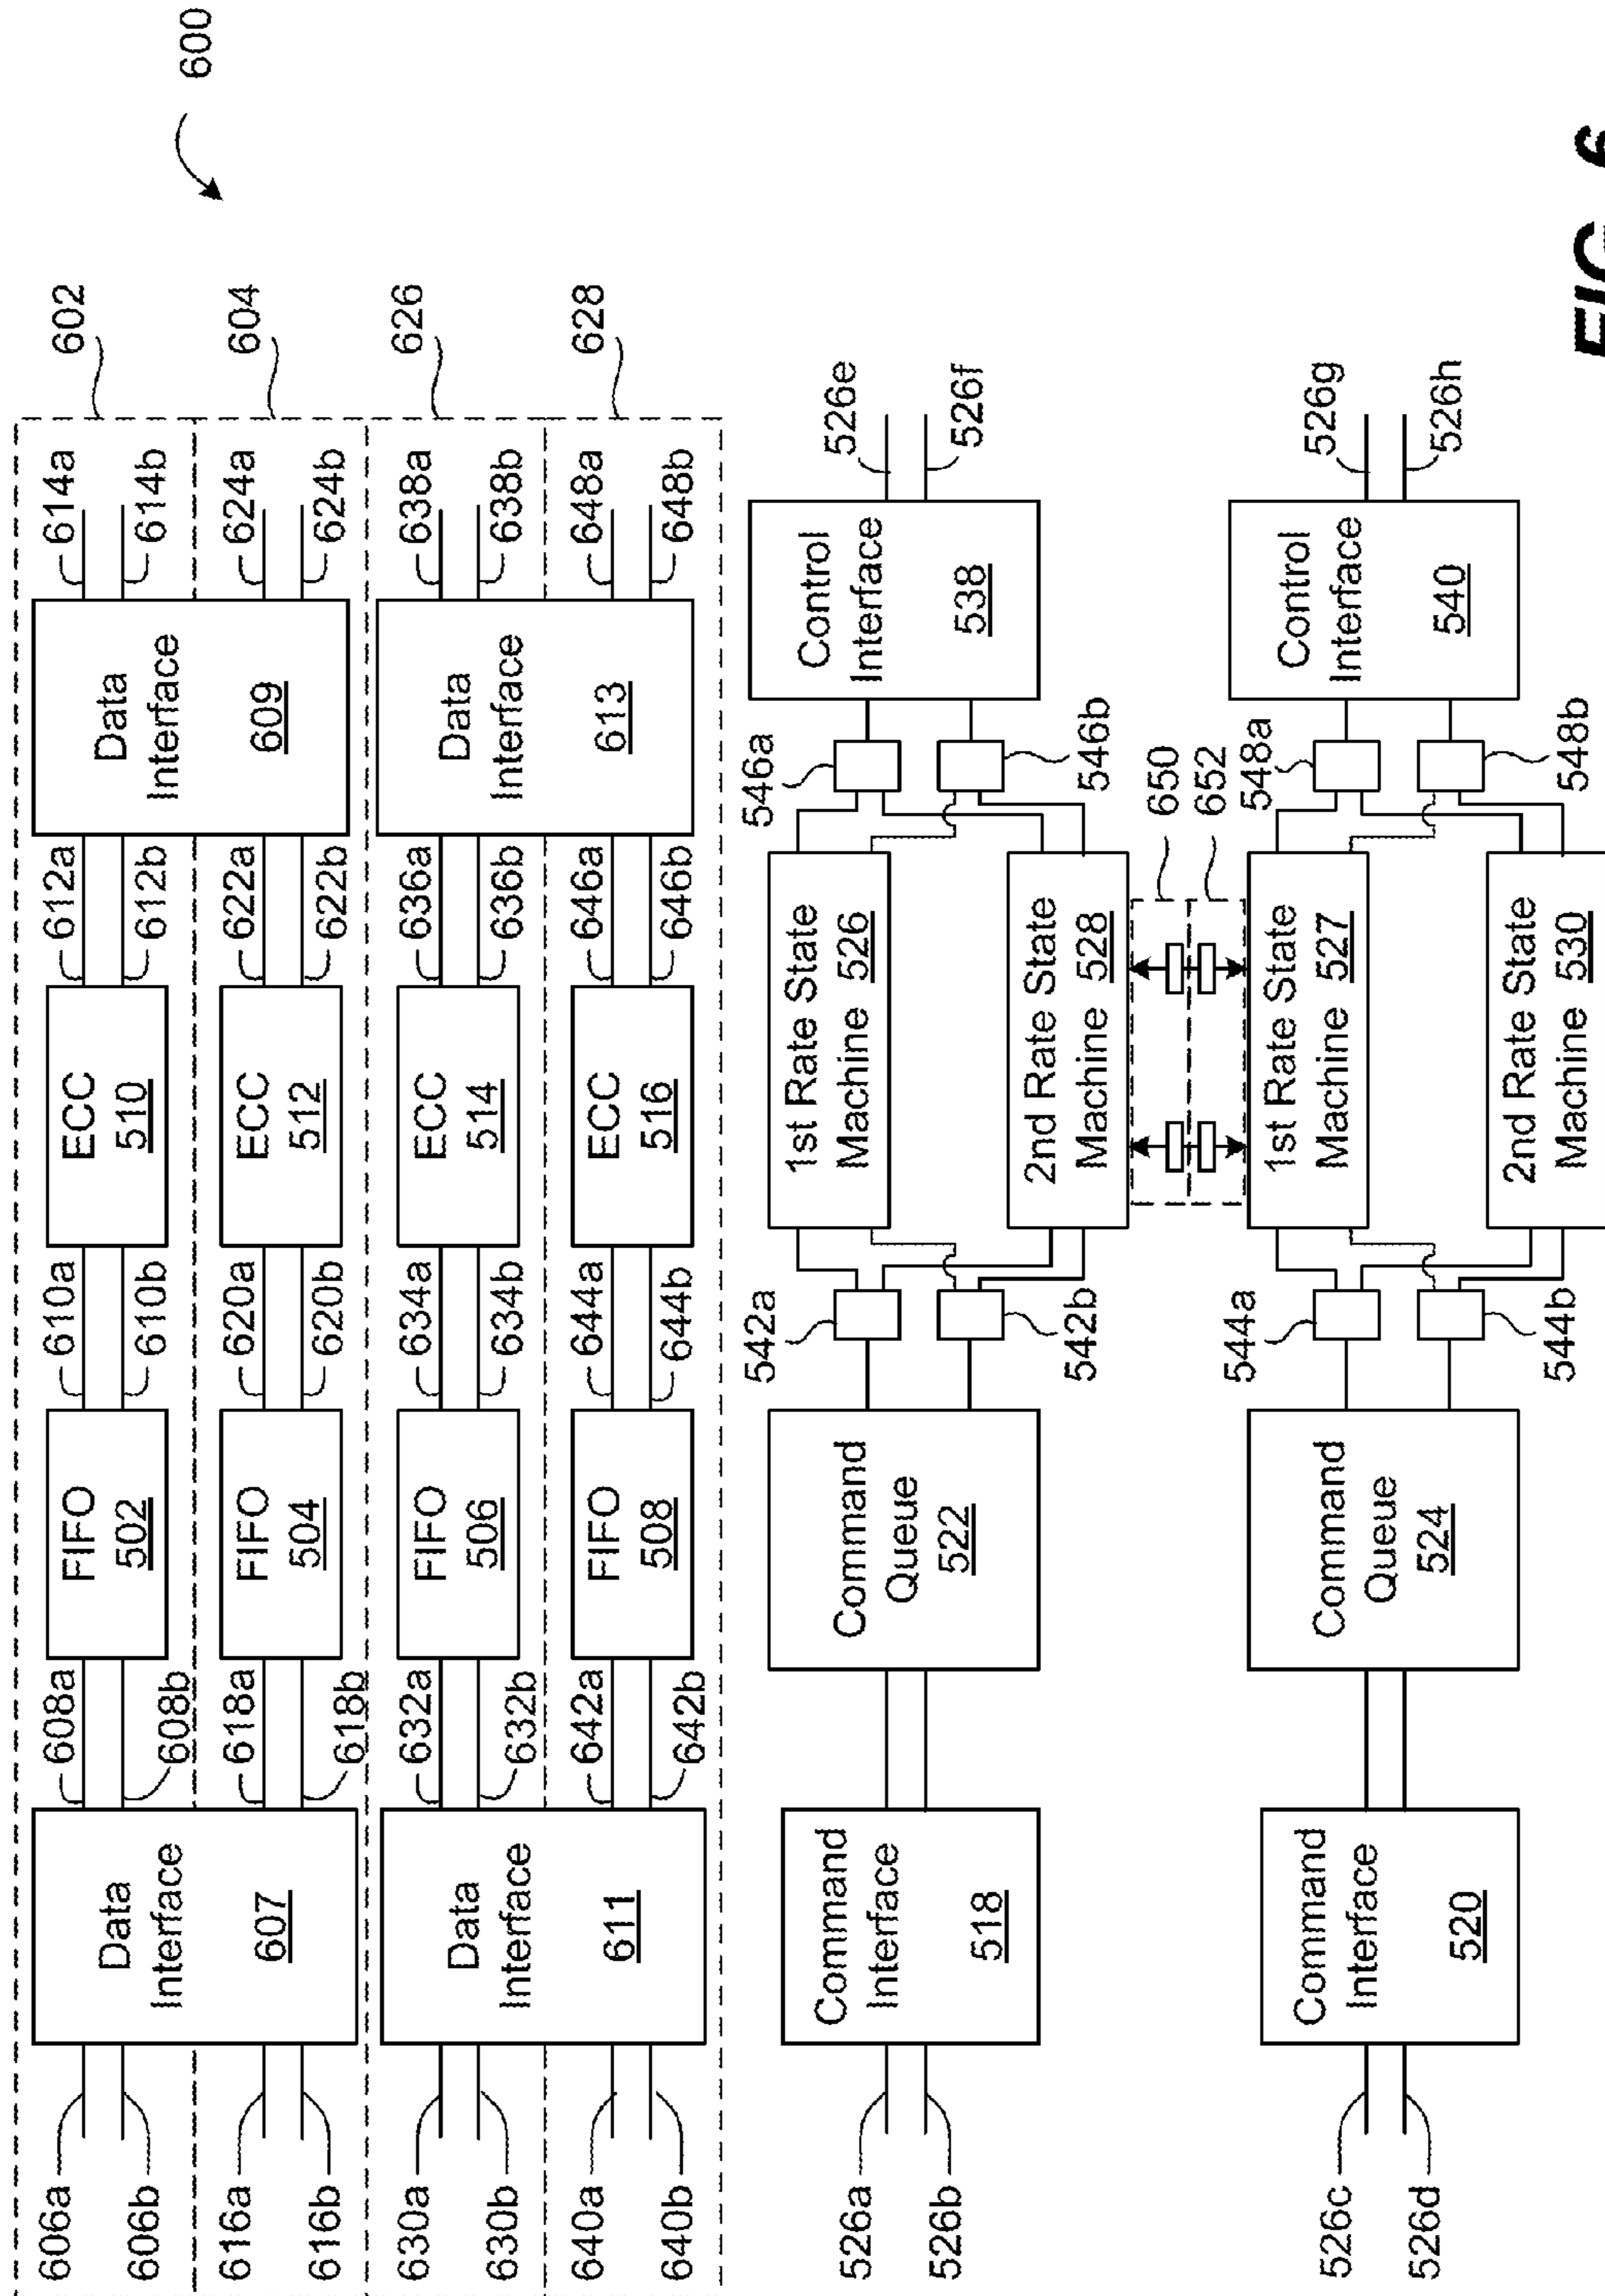 600
602
606a
608a
610a
612a
614a
Data
Interface
607
FIFO
502
ECC
510
Data
Interface
609
606b
608b
610b
612b
614b
604
616a
618a
620a
622a
624a
FIFO
504
ECC
512
616b
618b
620b
622b
624b
626
630a
632a
634a
636a
638a
Data
Interface
611
FIFO
506
ECC
514
Data
Interface
613
630b
632b
634b
636b
638b
628
640a
642a
644a
646a
648a
FIFO
508
ECC
516
640b
642b
644b
646b
648b
526a
526b
Command
Interface
518
Command
Queue
522
542a
542b
1st Rate State
Machine 526
2nd Rate State
Machine 528
546a
546b
Control
Interface
538
526e
526f
650
652
526c
526d
Command
Interface
520
Command
Queue
524
544a
544b
1st Rate State
Machine 527
2nd Rate State
Machine 530
548a
548b
Control
Interface
540
526g
526h
FIG. 6